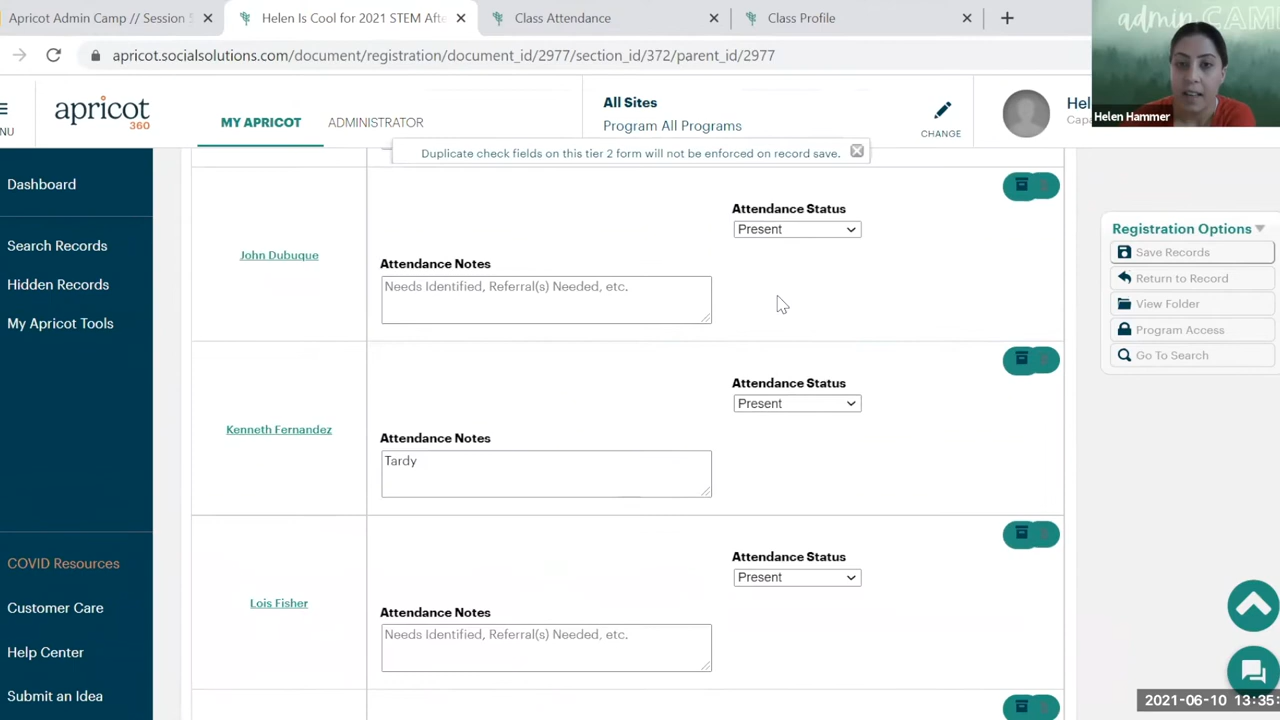 Apricot Admin Camp // Session
Helen Is Cool for 2021 STEM Afte
Class Attendance
Class Profile
apricot.socialsolutions.com/document/registration/document_id/2977/section_id/372/parent_id/2977
admin CAM
Helen Hammer
NU
apricot
360
MY APRICOT
ADMINISTRATOR
All Sites
Program All Programs
CHANGE
Hel
Capa
Duplicate check fields on this tier 2 form will not be enforced on record save.
Dashboard
Search Records
Hidden Records
My Apricot Tools
COVID Resources
Customer Care
Help Center
Submit an Idea
John Dubuque
Attendance Status
Present
Attendance Notes
Needs Identified, Referral(s) Needed, etc.
Kenneth Fernandez
Attendance Status
Present
Attendance Notes
Tardy
Lois Fisher
Attendance Status
Present
Attendance Notes
Needs Identified, Referral(s) Needed, etc.
Registration Options
Save Records
Return to Record
View Folder
Program Access
Go To Search
2021-06-10 13:35: